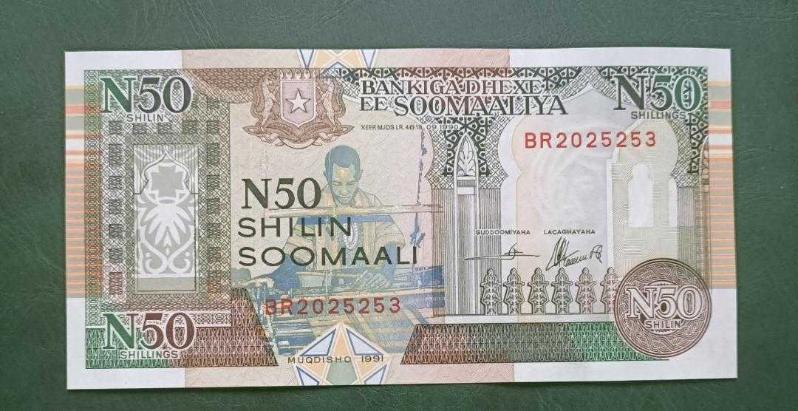 N50
SHILIN
BANKIGA DHEXE
EE SOOMAALIYA
N50
SHILLINGS
BR2025253
N50
SHILIN
SOOMAALI
GUDDOOMIYAHA
LACAGHAYAHA
BR2025253
N50
SHILIN
N50
SHILLINGS
MUQDISHO 1991